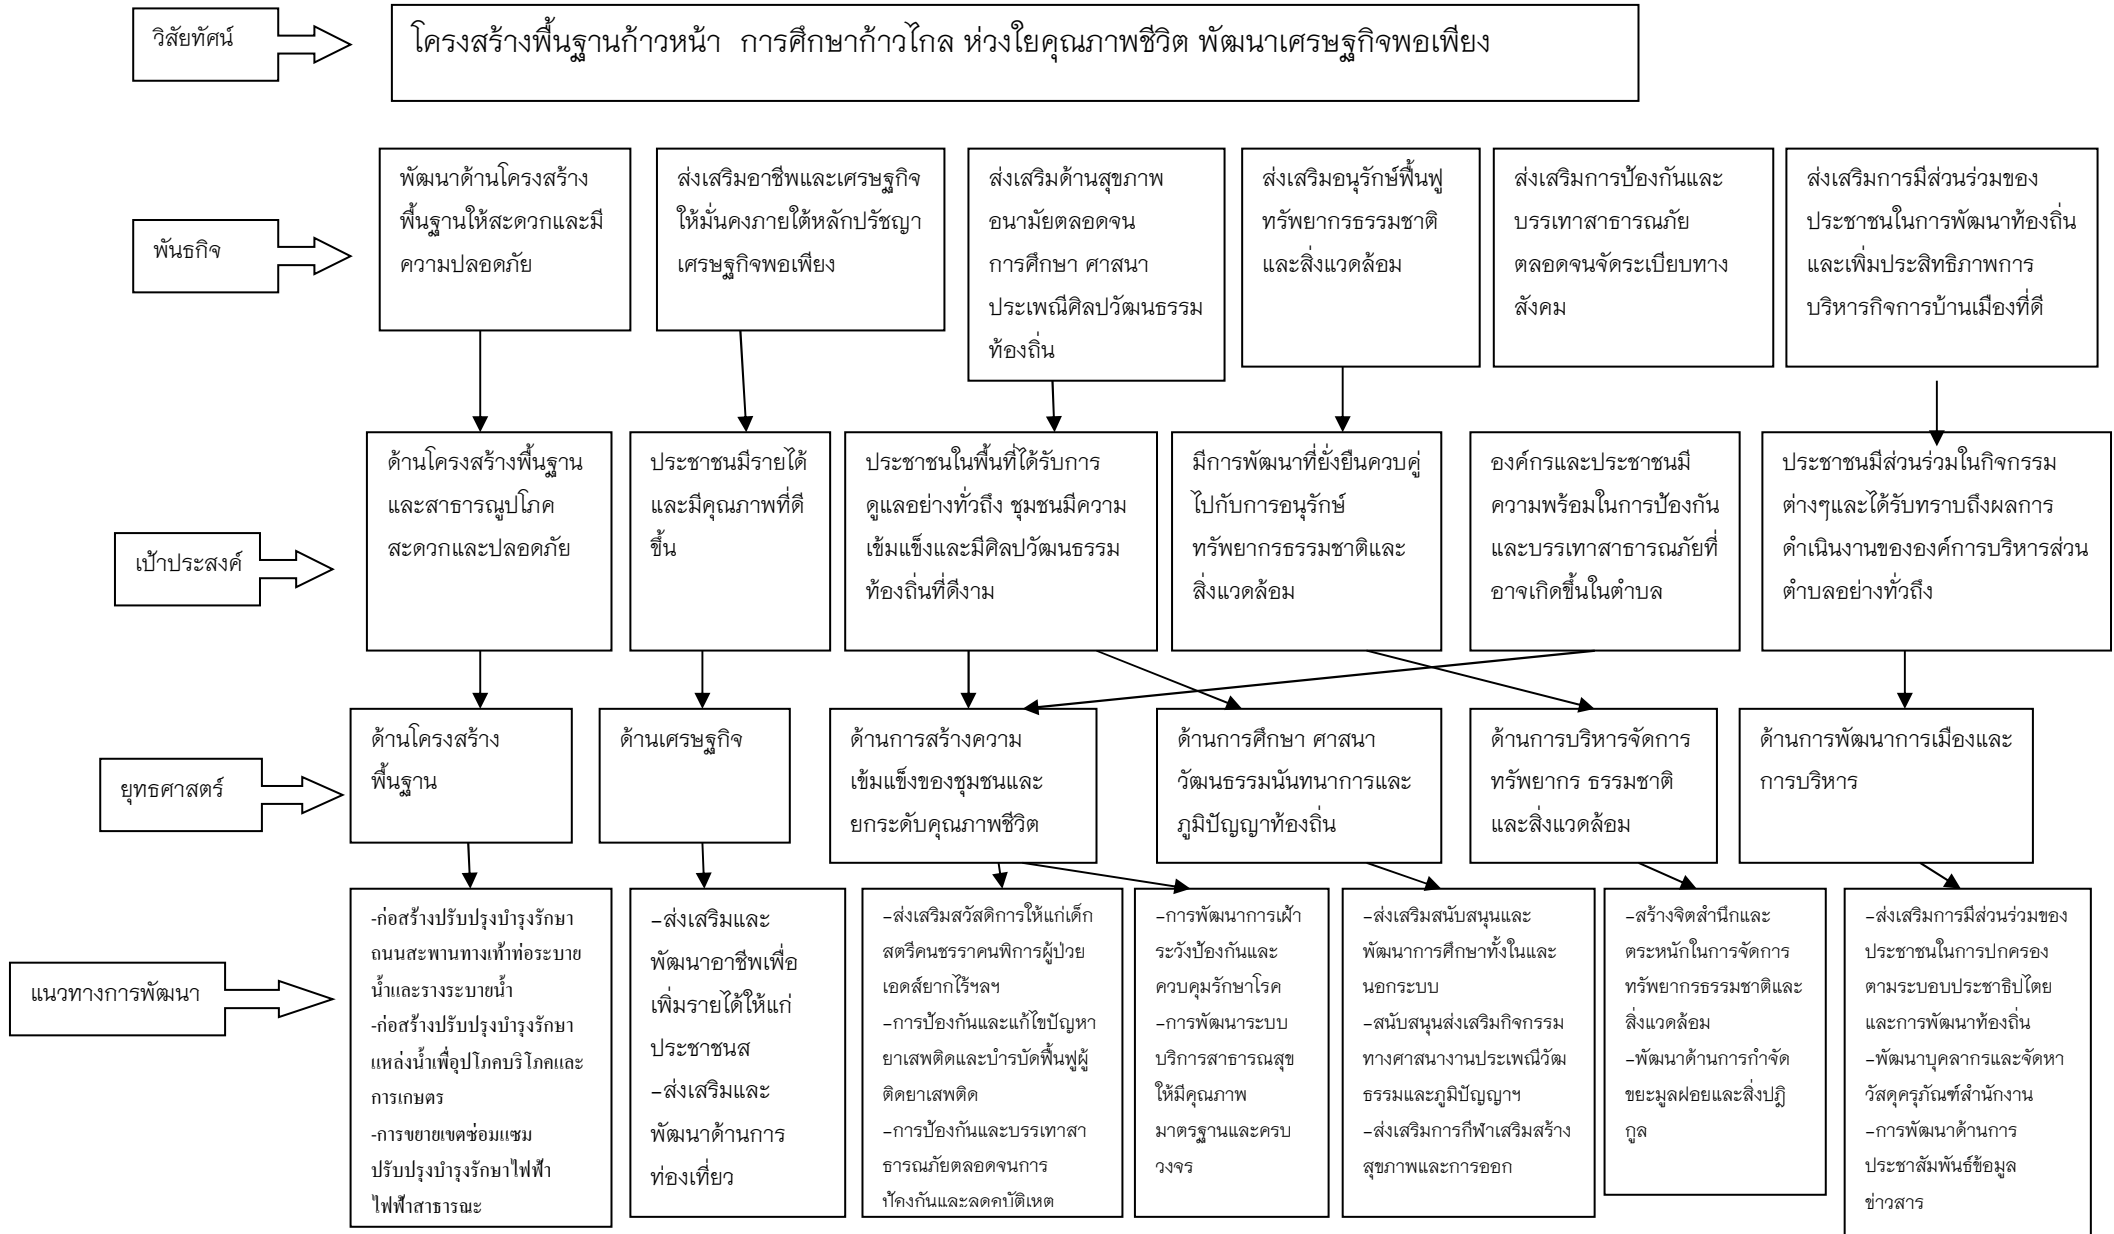 วิสัยทัศน์
โครงสร้างพื้นฐานก้าวหน้า การศึกษาก้าวไกล ห่วงใยคุณภาพชีวิต พัฒนาเศรษฐกิจพอเพียง
พันธกิจ
พัฒนาด้านโครงสร้าง
พื้นฐานให้สะดวกและมี
ความปลอดภัย
ส่งเสริมอาชีพและเศรษฐกิจ
ให้มั่นคงภายใต้หลักปรัชญา
เศรษฐกิจพอเพียง
ส่งเสริมด้านสุขภาพ
อนามัยตลอดจน
การศึกษา ศาสนา
ประเพณีศิลปวัฒนธรรม
ท้องถิ่น
ส่งเสริมอนุรักษ์ฟื้นฟู
ทรัพยากรธรรมชาติ
และสิ่งแวดล้อม
ส่งเสริมการป้องกันและ
บรรเทาสาธารณภัย
ตลอดจนจัดระเบียบทาง
สังคม
ส่งเสริมการมีส่วนร่วมของ
ประชาชนในการพัฒนาท้องถิ่น
และเพิ่มประสิทธิภาพการ
บริหารกิจการบ้านเมืองที่ดี
เป้าประสงค์
ด้านโครงสร้างพื้นฐาน
และสาธารณูปโภค
สะดวกและปลอดภัย
ประชาชนมีรายได้
และมีคุณภาพที่ดี
ขึ้น
ประชาชนในพื้นที่ได้รับการ
ดูแลอย่างทั่วถึง ชุมชนมีความ
เข้มแข็งและมีศิลปวัฒนธรรม
ท้องถิ่นที่ดีงาม
มีการพัฒนาที่ยั่งยืนควบคู่
ไปกับการอนุรักษ์
ทรัพยากรธรรมชาติและ
สิ่งแวดล้อม
องค์กรและประชาชนมี
ความพร้อมในการป้องกัน
และบรรเทาสาธารณภัยที่
อาจเกิดขึ้นในตำบล
ประชาชนมีส่วนร่วมในกิจกรรม
ต่างๆและได้รับทราบถึงผลการ
ดำเนินงานขององค์การบริหารส่วน
ตำบลอย่างทั่วถึง
ยุทธศาสตร์
ด้านโครงสร้าง
พื้นฐาน
ด้านเศรษฐกิจ
ด้านการสร้างความ
เข้มแข็งของชุมชนและ
ยกระดับคุณภาพชีวิต
ด้านการศึกษา ศาสนา
วัฒนธรรมนันทนาการและ
ภูมิปัญญาท้องถิ่น
ด้านการบริหารจัดการ
ทรัพยากร ธรรมชาติ
และสิ่งแวดล้อม
ด้านการพัฒนาการเมืองและ
การบริหาร
แนวทางการพัฒนา
-ก่อสร้างปรับปรุงบำรุงรักษา
ถนนสะพานทางเท้าท่อระบาย
น้ำและรางระบายน้ำ
-ก่อสร้างปรับปรุงบำรุงรักษา
แหล่งน้ำเพื่ออุปโภคบริโภคและ
การเกษตร
-การขยายเขตซ่อมแซม
ปรับปรุงบำรุงรักษาไฟฟ้า
ไฟฟ้าสาธารณะ
-ส่งเสริมและ
พัฒนาอาชีพเพื่อ
เพิ่มรายได้ให้แก่
ประชาชนส
-ส่งเสริมและ
พัฒนาด้านการ
ท่องเที่ยว
-ส่งเสริมสวัสดิการให้แก่เด็ก
สตรีคนชราคนพิการผู้ป่วย
เอดส์ยากไร้ฯลฯ
-การป้องกันและแก้ไขปัญหา
ยาเสพติดและบำรบัดฟื้นฟูผู้
ติดยาเสพติด
-การป้องกันและบรรเทาสา
ธารณภัยตลอดจนการ
ป้องกันและลดอุบัติเหต
-การพัฒนาการเฝ้า
ระวังป้องกันและ
ควบคุมรักษาโรค
-การพัฒนาระบบ
บริการสาธารณสุข
ให้มีคุณภาพ
มาตรฐานและครบ
วงจร
-ส่งเสริมสนับสนุนและ
พัฒนาการศึกษาทั้งในและ
นอกระบบ
-สนับสนุนส่งเสริมกิจกรรม
ทางศาสนางานประเพณีวัฒ
ธรรมและภูมิปัญญาฯ
-ส่งเสริมการกีฬาเสริมสร้าง
สุขภาพและการออก
-สร้างจิตสำนึกและ
ตระหนักในการจัดการ
ทรัพยากรธรรมชาติและ
สิ่งแวดล้อม
-พัฒนาด้านการกำจัด
ขยะมูลฝอยและสิ่งปฎิ
กูล
-ส่งเสริมการมีส่วนร่วมของ
ประชาชนในการปกครอง
ตามระบอบประชาธิปไตย
และการพัฒนาท้องถิ่น
-พัฒนาบุคลากรและจัดหา
วัสดุครุภัณฑ์สำนักงาน
-การพัฒนาด้านการ
ประชาสัมพันธ์ข้อมูล
ข่าวสาร